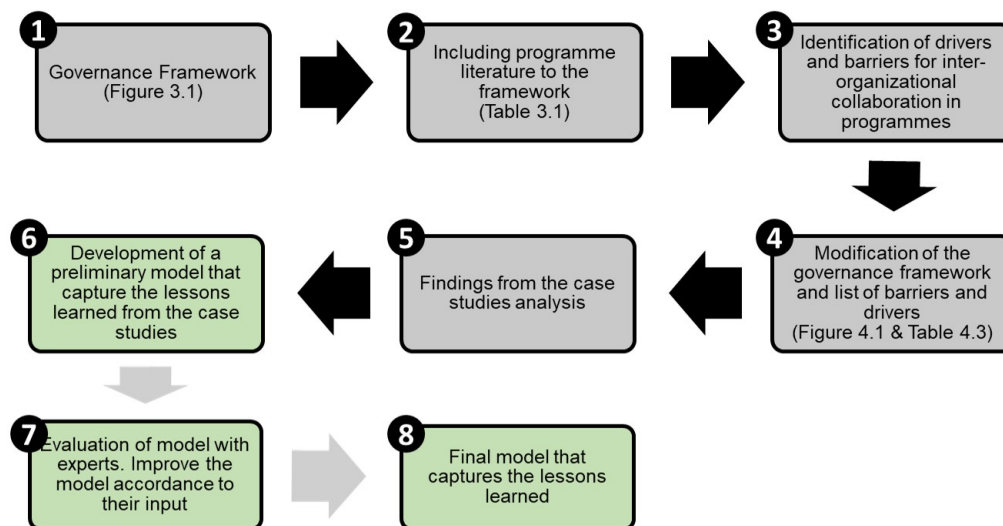 1
Governance Framework
(Figure 3.1)
2
Including programme
literature to the
framework
(Table 3.1)
3
Identification of drivers
and barriers for inter-
organizational
collaboration in
programmes
4
Modification of the
governance framework
and list of barriers and
drivers
(Figure 4.1 & Table 4.3)
5
Findings from the case
studies analysis
6
Development of a
preliminary model that
capture the lessons
learned from the case
studies
7
Evaluation of model with
experts. Improve the
model accordance to
their input
8
Final model that
captures the lessons
learned